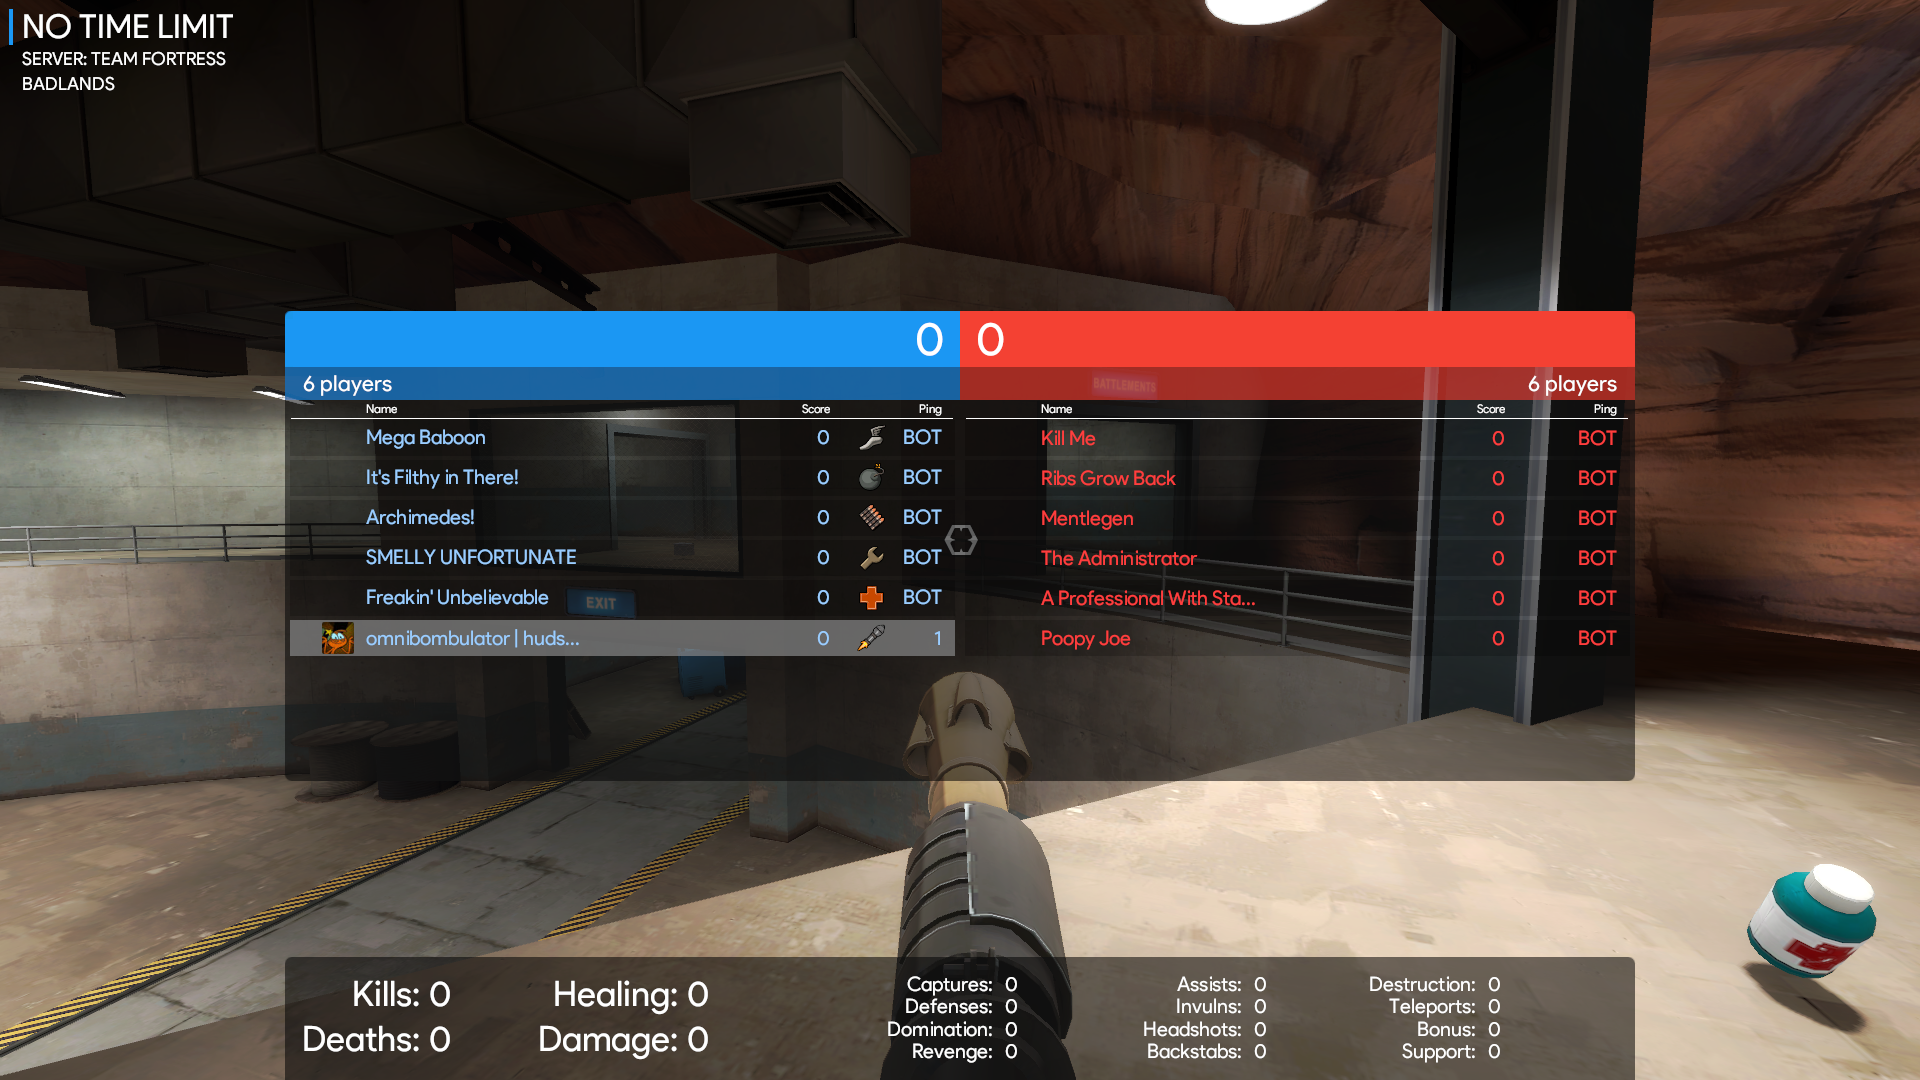 NO TIME LIMIT
SERVER: TEAM FORTRESS
BADLANDS
0 0
6 players
BATTLEMENTS
6 players
Name Score Ping Name Score Ping
Mega Baboon 0 BOT Kill Me 0 BOT
It's Filthy in There! 0 BOT Ribs Grow Back 0 BOT
Archimedes! 0 BOT Mentlegen 0 BOT
SMELLY UNFORTUNATE 0 BOT The Administrator 0 BOT
Freakin' Unbelievable 0 BOT A Professional With Sta... 0 BOT
EXIT
omnibombulator | huds... 0 1 Poopy Joe 0 BOT
Kills: 0 Healing: 0
Deaths: 0 Damage: 0
Captures: 0 Assists: 0 Destruction: 0
Defenses: 0 Invulns: 0 Teleports: 0
Domination: 0 Headshots: 0 Bonus: 0
Revenge: 0 Backstabs: 0 Support: 0